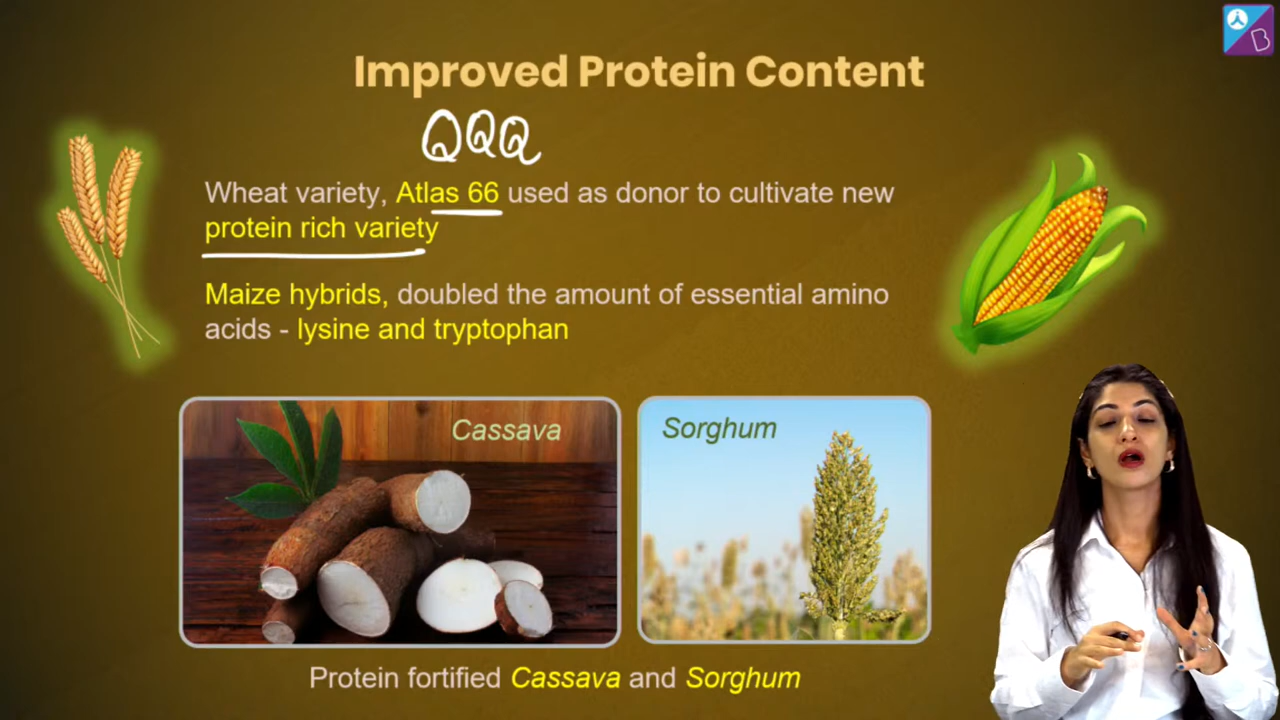 Improved Protein Content
QQQ
Wheat variety, Atlas 66 used as donor to cultivate new
protein rich variety
Maize hybrids, doubled the amount of essential amino
acids - lysine and tryptophan
Cassava
Sorghum
Protein fortified Cassava and Sorghum
B